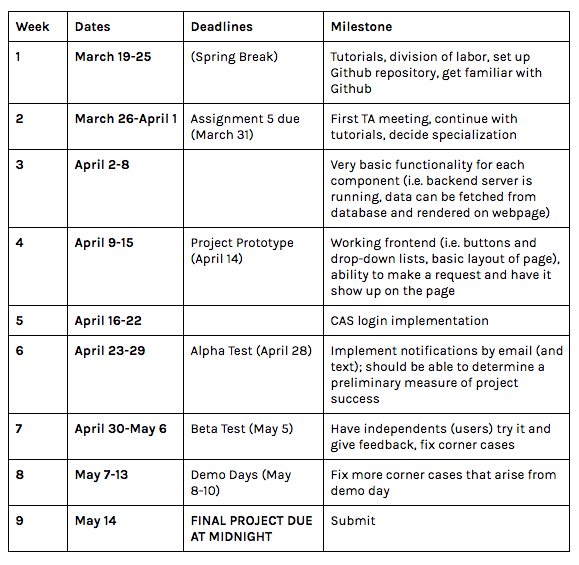 Week Dates Deadlines Milestone
1 March 19-25 (Spring Break) Tutorials, division of labor, set up
Github repository, get familiar with
Github
2 March 26-April 1 Assignment 5 due First TA meeting, continue with
(March 31) tutorials, decide specialization
3 April 2-8 Very basic functionality for each
component (i.e. backend server is
running, data can be fetched from
database and rendered on webpage)
4 April 9-15 Project Prototype Working frontend (i.e. buttons and
(April 14) drop-down lists, basic layout of page),
ability to make a request and have it
show up on the page
5 April 16-22 CAS login implementation
6 April 23-29 Alpha Test (April 28) Implement notifications by email (and
text); should be able to determine a
preliminary measure of project
success
7 April 30-May 6 Beta Test (May 5) Have independents (users) try it and
give feedback, fix corner cases
8 May 7-13 Demo Days (May Fix more corner cases that arise from
8-10) demo day
9 May 14 FINAL PROJECT DUE Submit
AT MIDNIGHT